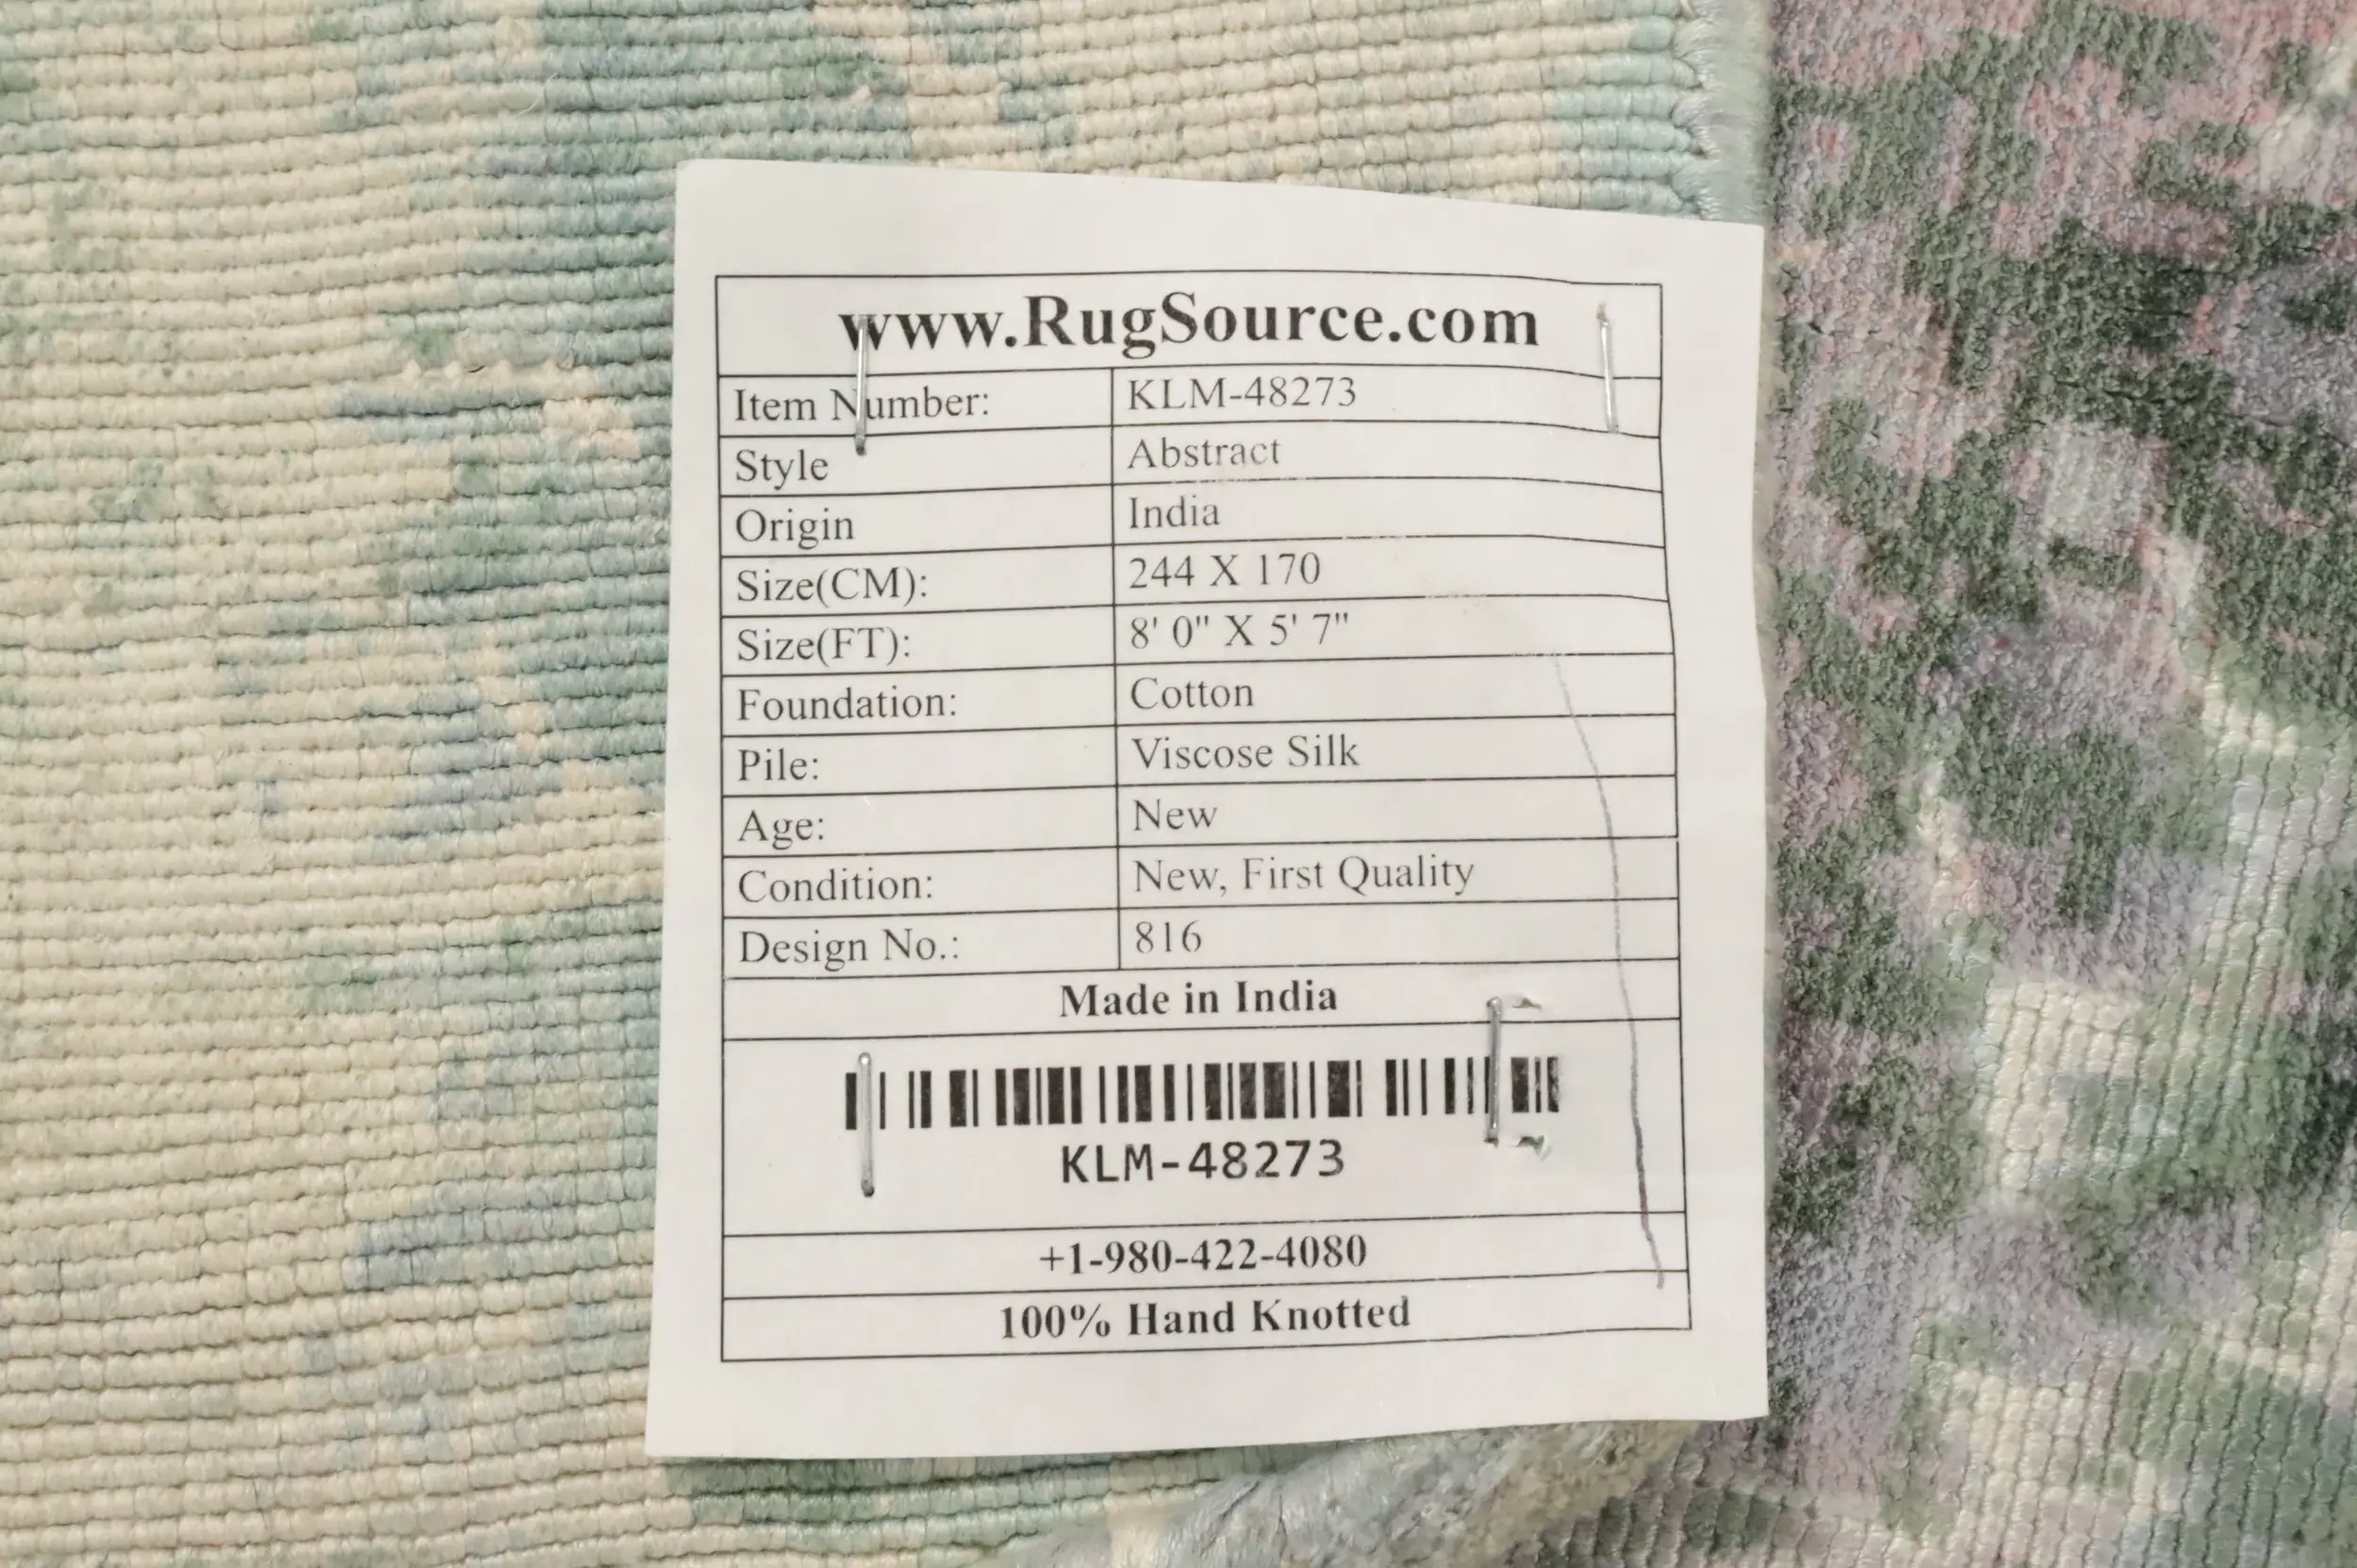 www.RugSource.com
Item Number: KLM-48273
Style Abstract
Origin India
Size(CM): 244 X 170
Size(FT): 8' 0" X 5' 7"
Foundation: Cotton
Pile: Viscose Silk
Age: New
Condition: New, First Quality
Design No.: 816
Made in India
KLM-48273
+1-980-422-4080
100% Hand Knotted